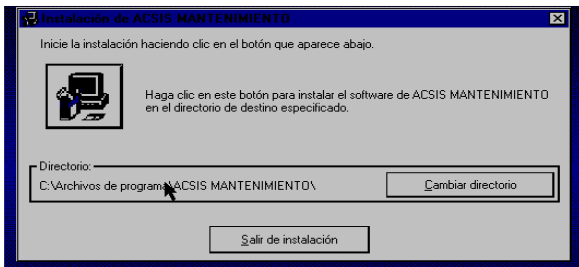 Instalación de ACSIS MANTENIMIENTO
Inicie la instalación haciendo clic en el botón que aparece abajo.
Haga clic en este botón para instalar el software de ACSIS MANTENIMIENTO
en el directorio de destino especificado.
Directorio:
C:\Archivos de programa\ACSIS MANTENIMIENTO\
Cambiar directorio
Salir de instalación